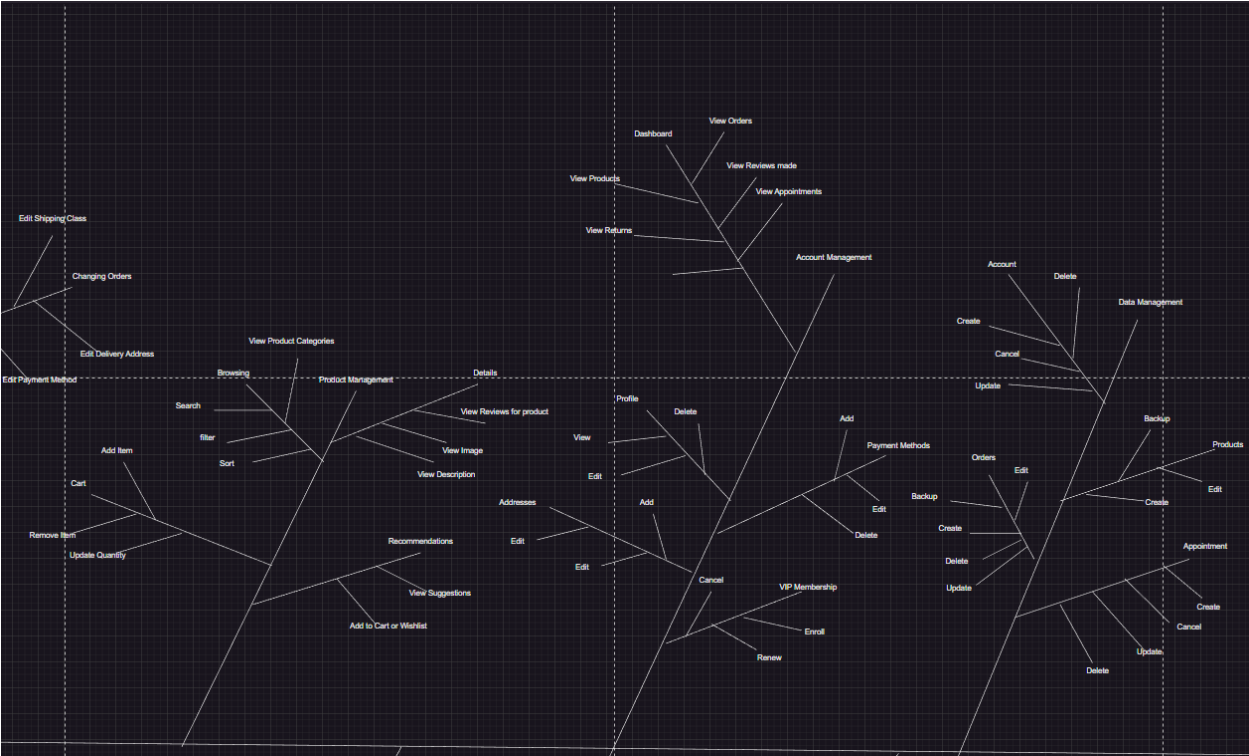 View Orders
Dashboard
View Reviews made
View Products
View Appointments
Edit Shipping Class
View Returns
Account Management
Account
Delete
Changing Orders
Data Management
Create
View Product Categories
Edit Delivery Address
Cancel
Browsing
Details
Edit Payment Method
Product Management
Update
Profile
Search
View Reviews for product
Delete
Add
Backup
filter
View
Payment Methods
Products
Add Item
View Image
Orders
Sort
View Description
Edit
Edit
Cart
Edit
Backup
Addresses
Add
Create
Edit
Create
Remove Item
Delete
Recommendations
Edit
Appointment
Update Quantity
Edit
Delete
Cancel
VIP Membership
Update
View Suggestions
Create
Add to Cart or Wishlist
Enroll
Cancel
Renew
Update
Delete